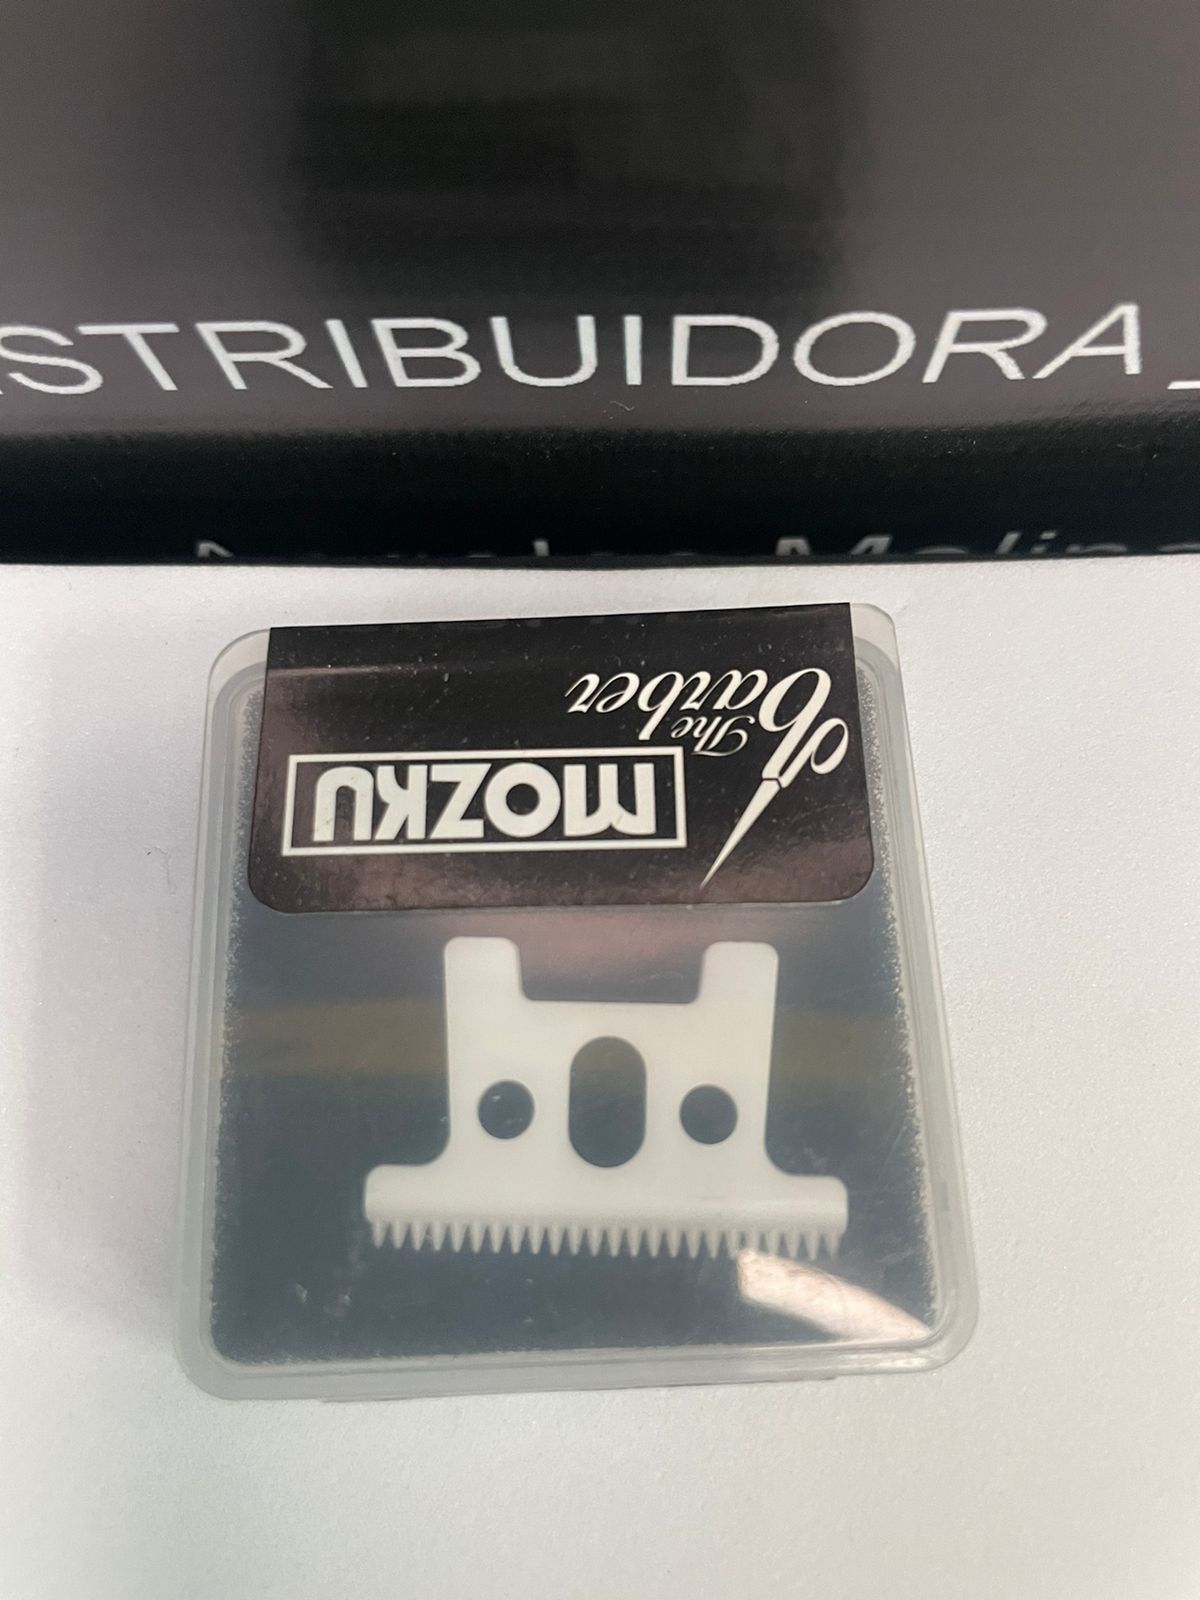 STRIBUIDORA_
The
barber
MOZKU